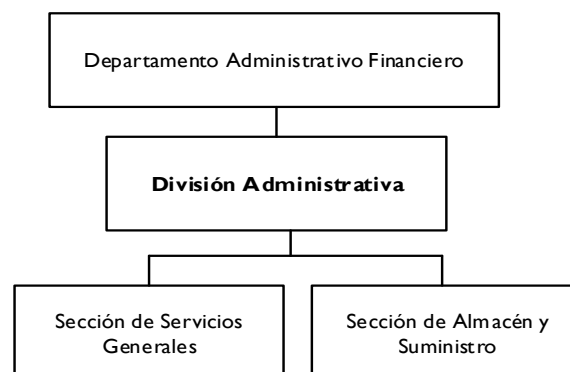 Departamento Administrativo Financiero
División Administrativa
Sección de Servicios
Generales
Sección de Almacén y
Suministro